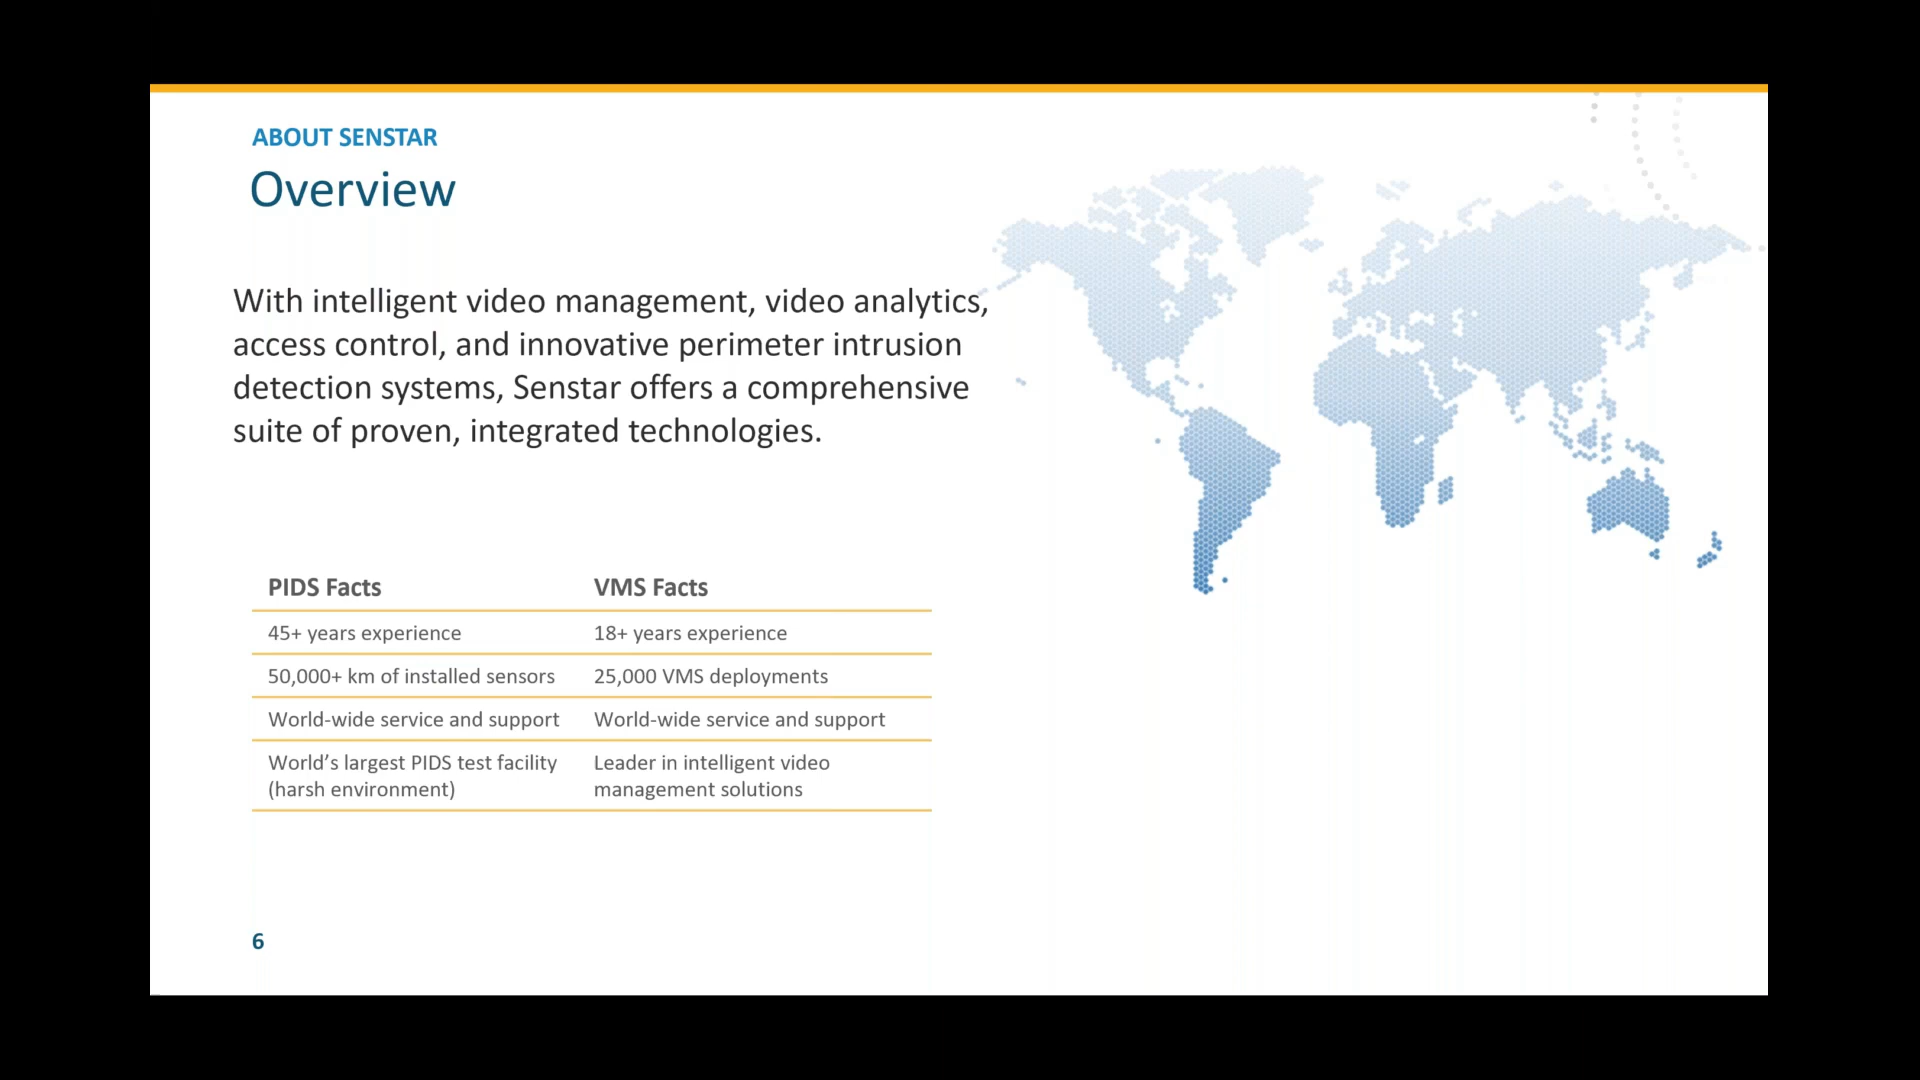 ABOUT SENSTAR
Overview
With intelligent video management, video analytics,
access control, and innovative perimeter intrusion
detection systems, Senstar offers a comprehensive
suite of proven, integrated technologies.
PIDS Facts VMS Facts
45+ years experience 18+ years experience
50,000+ km of installed sensors 25,000 VMS deployments
World-wide service and support World-wide service and support
World’s largest PIDS test facility Leader in intelligent video
(harsh environment) management solutions
6